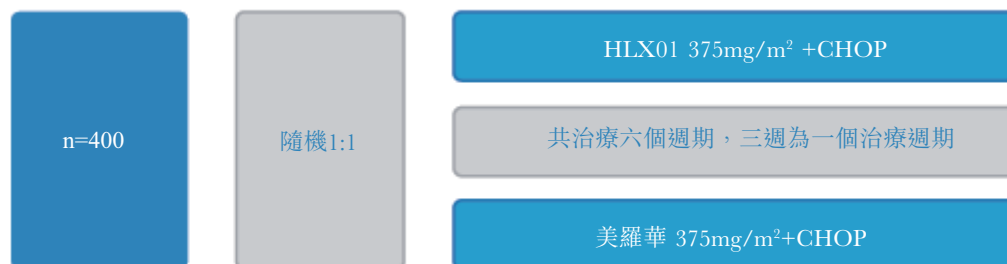 n=400
隨機1:1
HLX01 375mg/m² +CHOP
共治療六個週期，三週為一個治療週期
美羅華 375mg/m²+CHOP